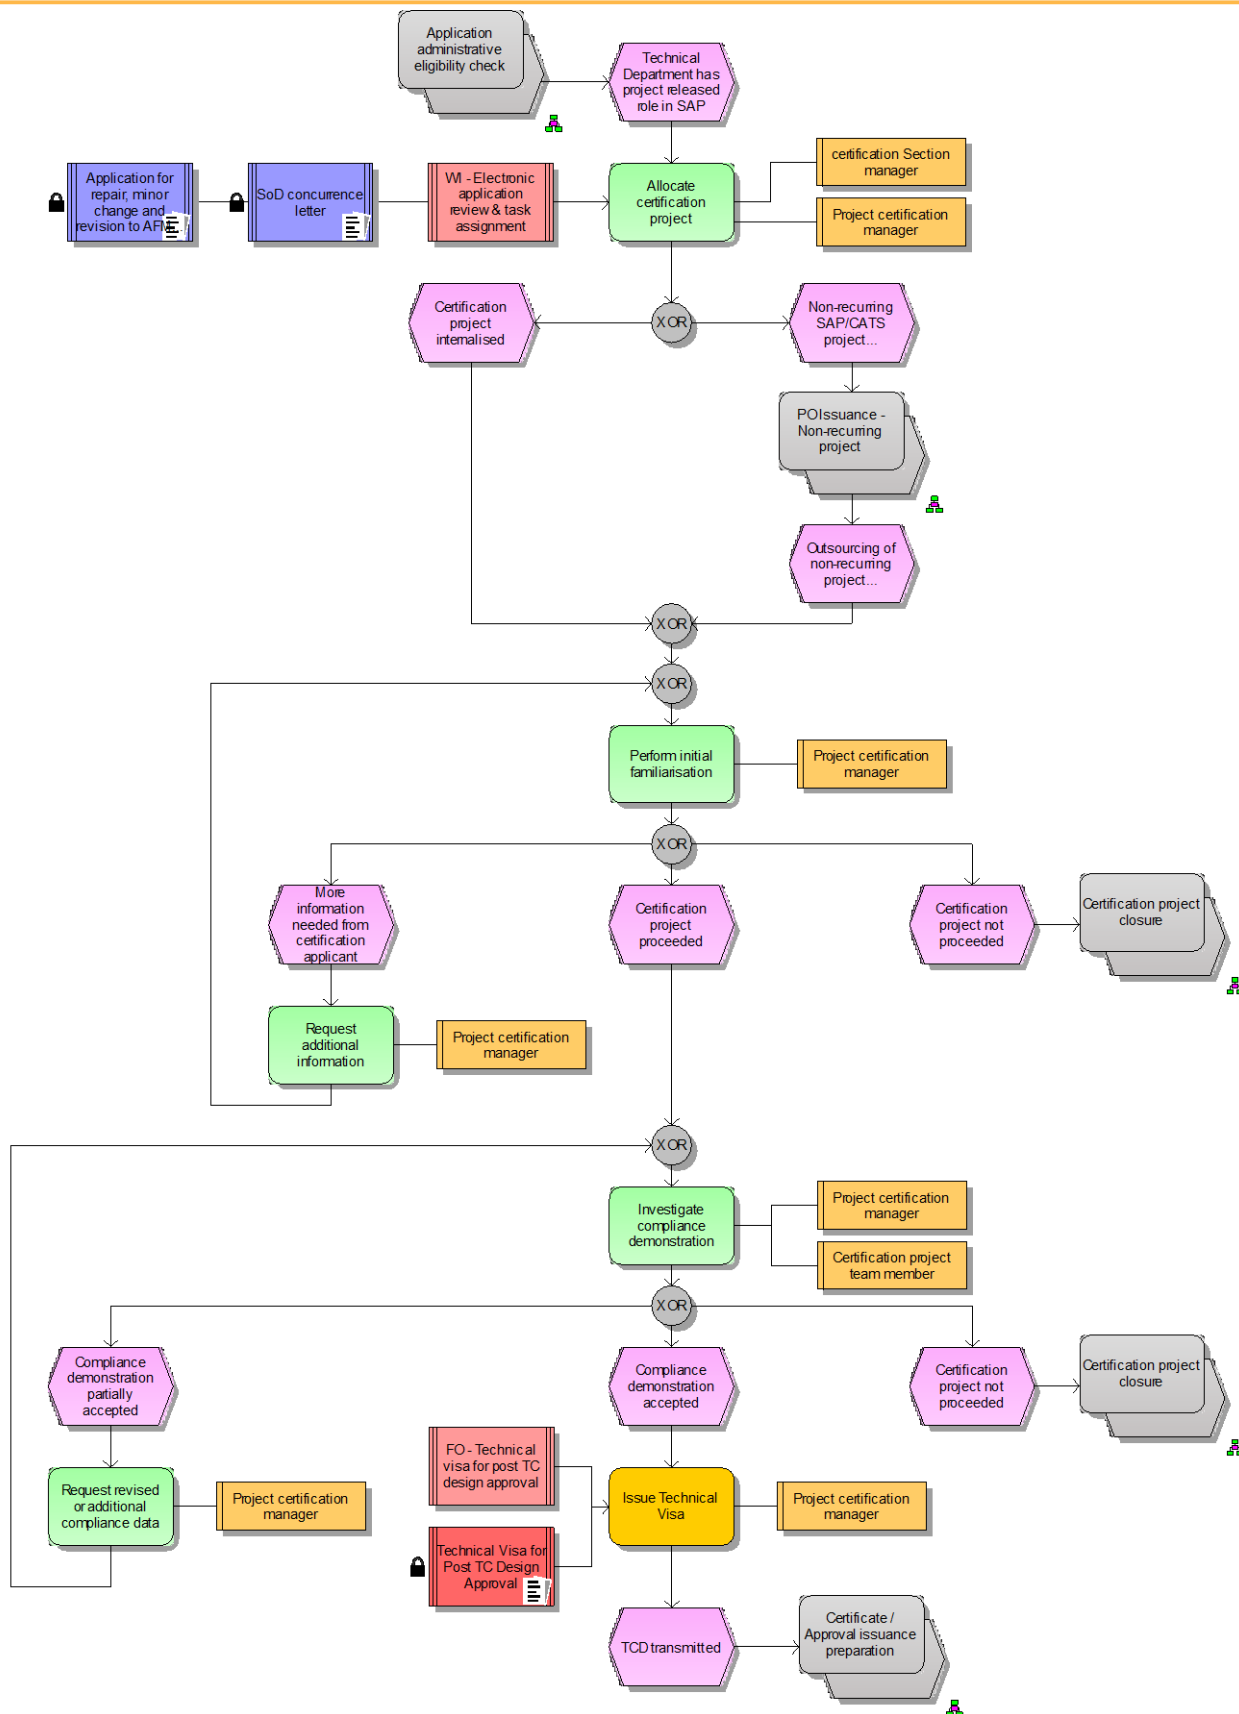 Application
administrative
eligibility check
Technical
Department has
project released
role in SAP
Application for
repair, minor
change and
revision to AFM
SoD concurrence
letter
WI - Electronic
application
review & task
assignment
Allocate
certification
project
certification Section
manager
Project certification
manager
Certification
project
internalised
XOR
Non-recurring
SAP/CATS
project...
PO Issuance -
Non-recurring
project
Outsourcing of
non-recurring
project...
XOR
XOR
Perform initial
familiarisation
Project certification
manager
XOR
More
information
needed from
certification
applicant
Certification
project
proceeded
Certification
project not
proceeded
Certification project
closure
Request
additional
information
Project certification
manager
XOR
Investigate
compliance
demonstration
Project certification
manager
Certification project
team member
XOR
Compliance
demonstration
partially
accepted
Compliance
demonstration
accepted
Certification
project not
proceeded
Certification project
closure
FO - Technical
visa for post TC
design approval
Request revised
or additional
compliance data
Project certification
manager
Issue Technical
Visa
Project certification
manager
Technical Visa for
Post TC Design
Approval
TCD transmitted
Certificate /
Approval issuance
preparation